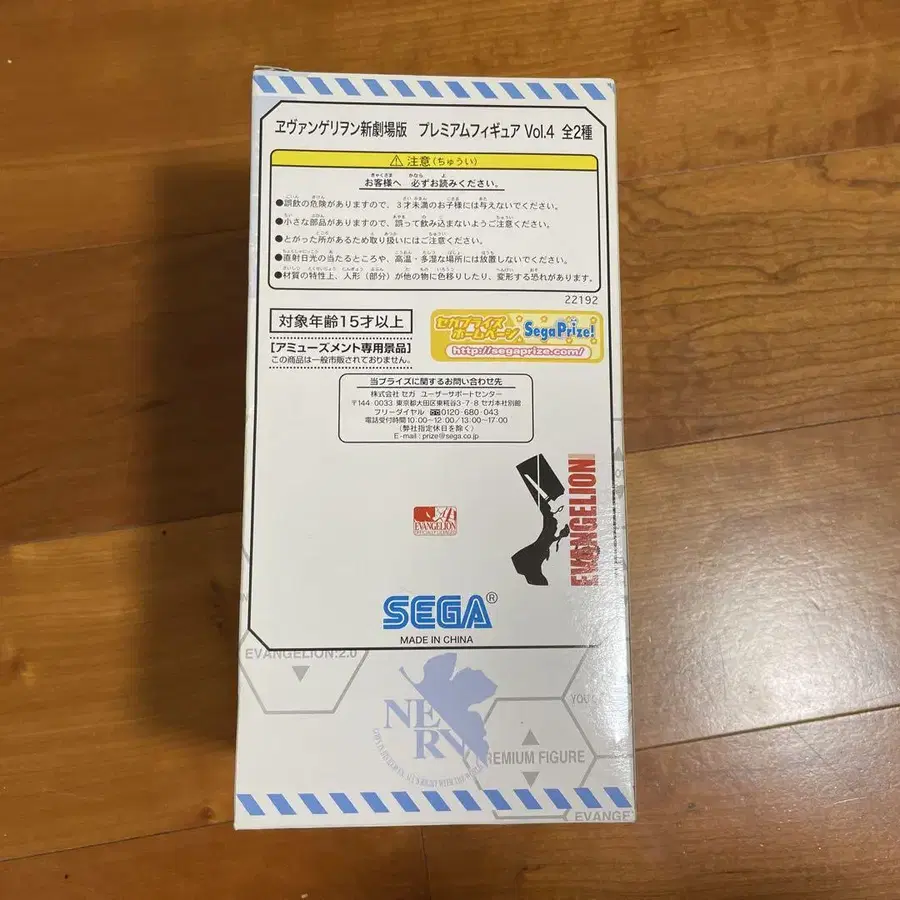 ヱヴァンゲリヲン新劇場版 プレミアムフィギュア Vol.4 全2種
⚠注意(ちゅうい)
お客様へ 必ずお読みください。
●誤飲の危険がありますので、3才未満のお子様には与えないでください。
●小さな部品がありますので、誤って飲み込まないようご注意ください。
●とがった所があるため取り扱いにはご注意ください。
●直射日光の当たるところや、高温・多湿な場所には放置しないでください。
●材質の特性上、人形(部分)が他の物に色移りしたり、変形する恐れがあります。
22192
対象年齢15才以上
[アミューズメント専用景品]
この商品は一般市販されておりません。
セガプライズ
ホームページ
SegaPrize!
http://segaprize.com/
当プライズに関するお問い合わせ先
株式会社 セガ ユーザーサポートセンター
〒144-0033 東京都大田区東糀谷3-7-8 セガ本社別館
フリーダイヤル 0120-680-043
電話受付時間 10:00~12:00/13:00~17:00
(弊社指定休日を除く)
E-mail:prize@sega.co.jp
EVANGELION
EVANGELION
SEGA®
MADE IN CHINA
EVANGELION:2.0
YOU
NERV
PREMIUM FIGURE
EVANGE